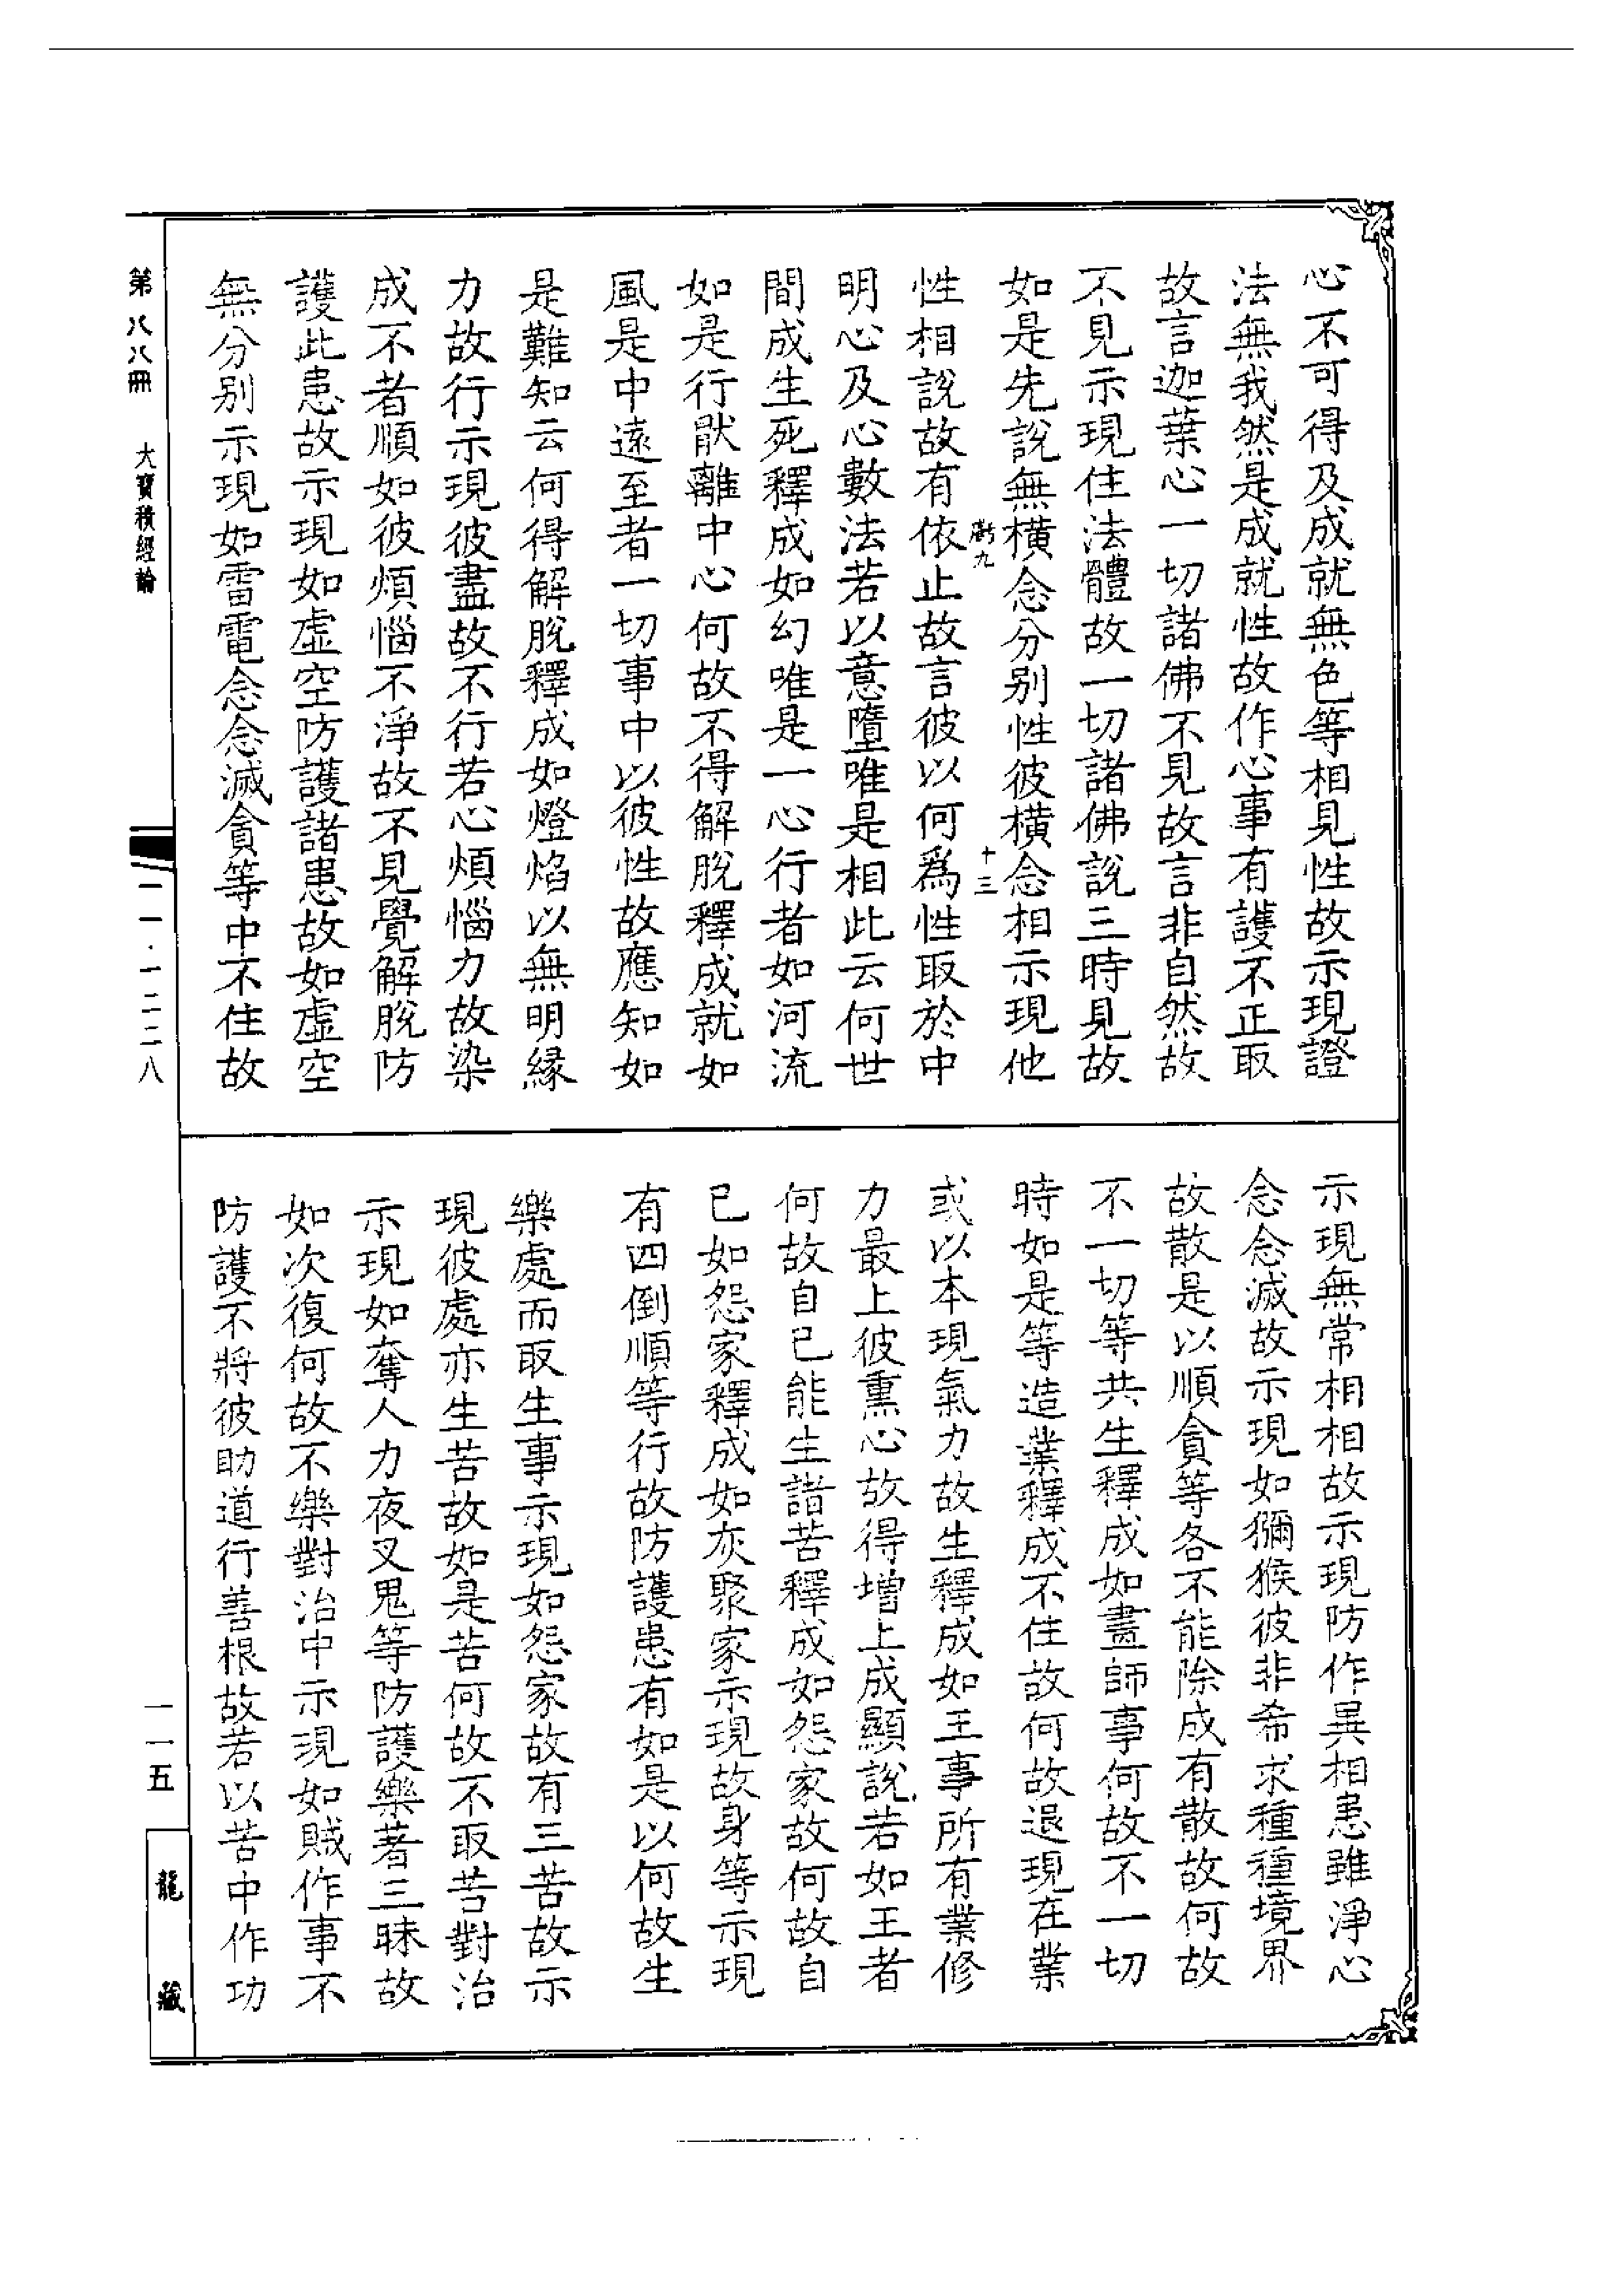 心不可得及成就無色等相見性故示現證
法無我然是成就性故作心事有護不正取
故言迦葉心一切諸佛不見故言非自然故
不見示現住法體故一切諸佛說三時見故
如是先說無橫念分別性彼橫念相示現他
虧九
十三
性相說故有依止故言彼以何爲性取於中
明心及心數法若以意墮唯是相此云何世
間成生死釋成如幻唯是一心行者如河流
如是行猒離中心何故不得解脫釋成就如
風是中遠至者一切事中以彼性故應知如
是難知云何得解脫釋成如燈焰以無明緣
力故行示現彼盡故不行若心煩惱力故染
成不者順如彼煩惱不淨故不見覺解脫防
護此患故示現如虛空防護諸患故如虛空
無分別示現如雷電念念滅貪等中不住故
示現無常相相故示現防作異相患雖淨心
念念滅故示現如獼猴彼非希求種種境界
故散是以順貪等各不能除成有散故何故
不一切等共生釋成如畫師事何故不一切
時如是等造業釋成不住故何故退現在業
或以本現氣力故生釋成如王事所有業修
力最上彼熏心故得增上成顯說若如王者
何故自已能生諸苦釋成如怨家故何故自
已如怨家釋成如灰聚家示現故身等示現
有四倒順等行故防護患有如是以何故生
樂處而取生事示現如怨家故有三苦故示
現彼處亦生苦故如是苦何故不取苦對治
示現如奪人力夜叉鬼等防護樂著三昧故
如次復何故不樂對治中示現如賊作事不
防護不將彼助道行善根故若以苦中作功
第八八冊
大寶積經論
一一·一二二八
一一五
龍藏